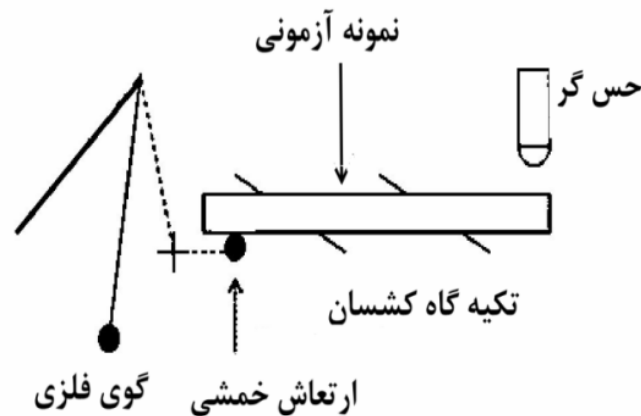 نمونه آزمونی
حس گر
تکیه گاه کشسان
ارتعاش خمشی
گوی فلزی